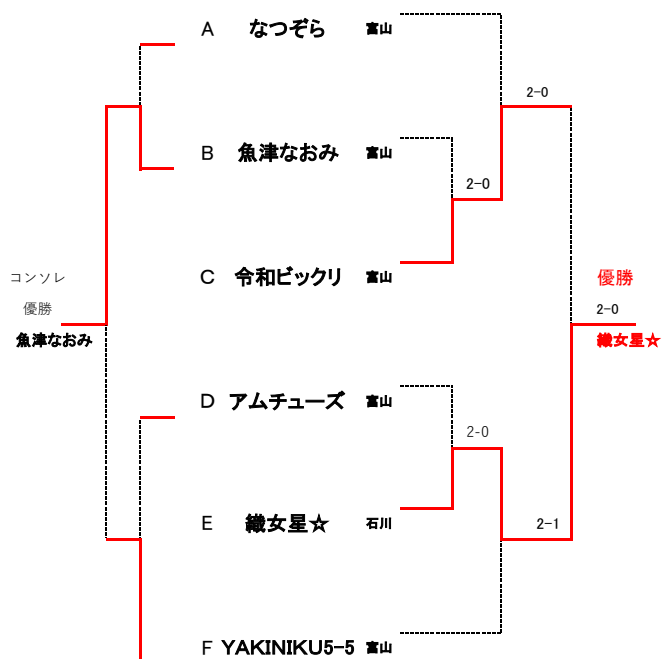 A なつぞら 富山
2-0
B 魚津なおみ 富山
2-0
C 令和ビックリ 富山
コンソレ
優勝
魚津なおみ
優勝
2-0
織女星☆
D アムチューズ 富山
2-0
E 織女星☆ 石川
2-1
F YAKINIKU5-5 富山